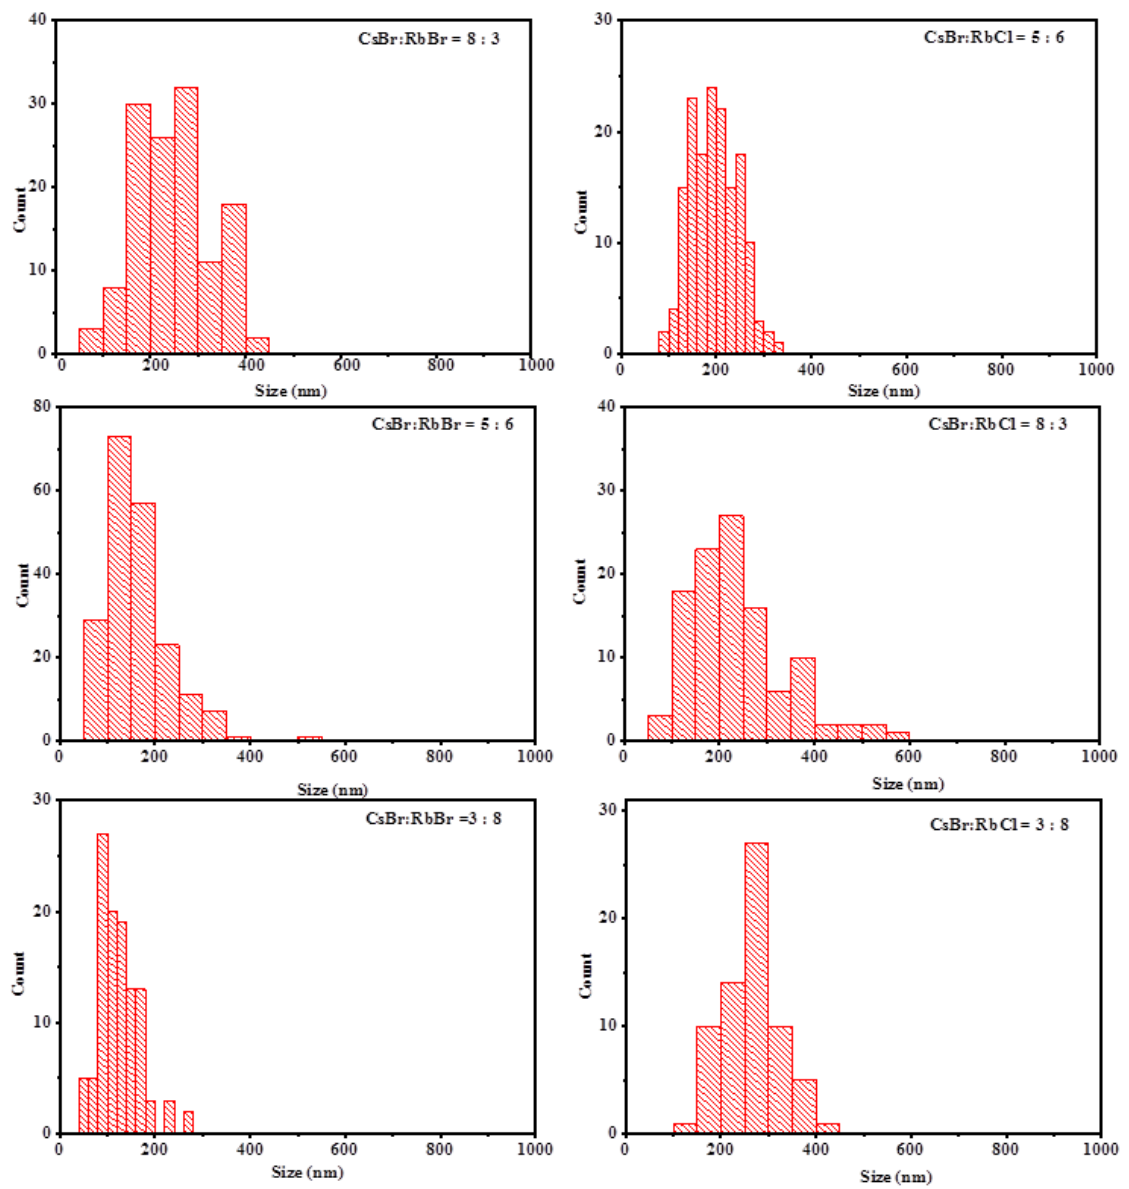 40
30
20
10
0
Count
CsBr:RbBr = 8 : 3
0 200 400 600 800 1000
Size (nm)
30
20
10
0
Count
CsBr:RbCl = 5 : 6
0 200 400 600 800 1000
Size (nm)
80
60
40
20
0
Count
CsBr:RbBr = 5 : 6
0 200 400 600 800 1000
Size (nm)
40
30
20
10
0
Count
CsBr:RbCl = 8 : 3
0 200 400 600 800 1000
Size (nm)
30
20
10
0
Count
CsBr:RbBr =3 : 8
0 200 400 600 800 1000
Size (nm)
30
20
10
0
Count
CsBr:RbCl = 3 : 8
0 200 400 600 800 1000
Size (nm)